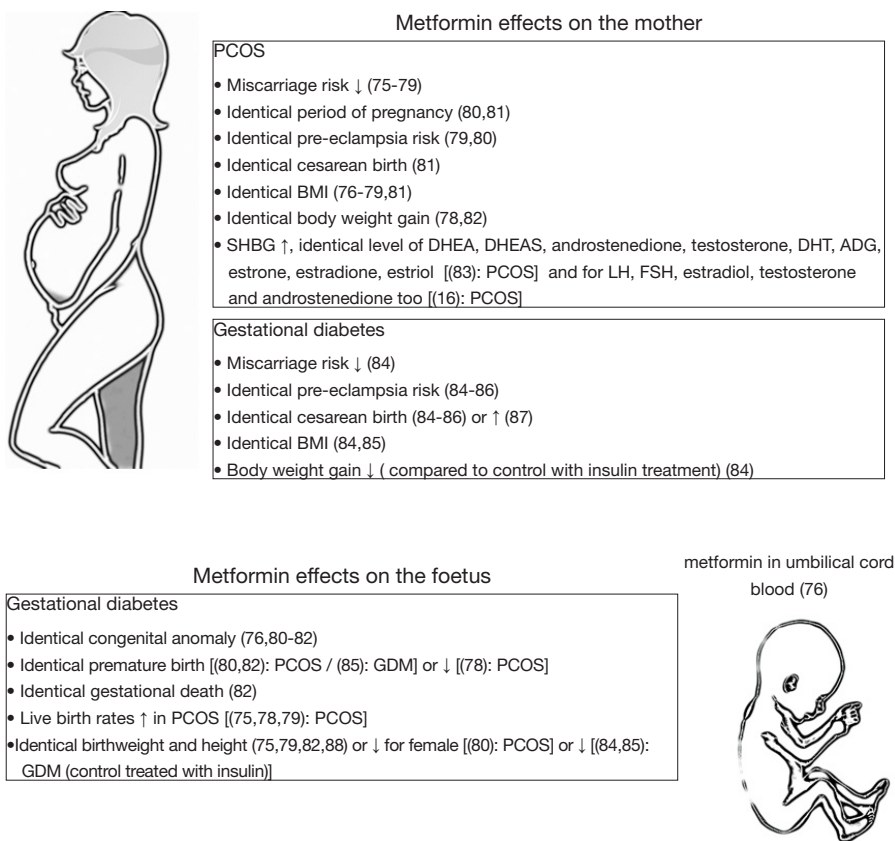 Metformin effects on the mother
PCOS
• Miscarriage risk ↓ (75-79)
• Identical period of pregnancy (80,81)
• Identical pre-eclampsia risk (79,80)
• Identical cesarean birth (81)
• Identical BMI (76-79,81)
• Identical body weight gain (78,82)
• SHBG ↑, identical level of DHEA, DHEAS, androstenedione, testosterone, DHT, ADG,
estrone, estradione, estriol [(83): PCOS] and for LH, FSH, estradiol, testosterone
and androstenedione too [(16): PCOS]
Gestational diabetes
• Miscarriage risk ↓ (84)
• Identical pre-eclampsia risk (84-86)
• Identical cesarean birth (84-86) or ↑ (87)
• Identical BMI (84,85)
• Body weight gain ↓ ( compared to control with insulin treatment) (84)
Metformin effects on the foetus
Gestational diabetes
• Identical congenital anomaly (76,80-82)
• Identical premature birth [(80,82): PCOS / (85): GDM] or ↓ [(78): PCOS]
• Identical gestational death (82)
• Live birth rates ↑ in PCOS [(75,78,79): PCOS]
•Identical birthweight and height (75,79,82,88) or ↓ for female [(80): PCOS] or ↓ [(84,85):
GDM (control treated with insulin)]
metformin in umbilical cord
blood (76)